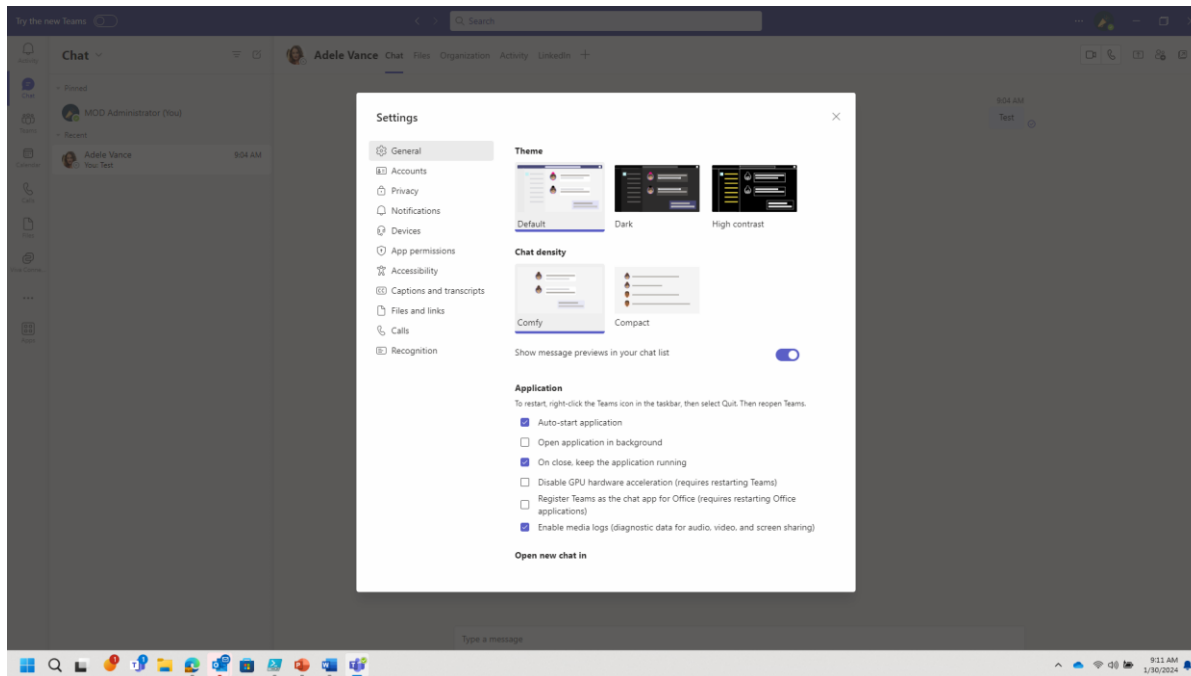 Try the new Teams
Search
Activity
Chat
Chat
Teams
Calendar
Calls
Files
Apps
Pinned
MOD Administrator (You)
Recent
Adele Vance 9:04 AM
You: Test
Adele Vance Chat Files Organization Activity LinkedIn
9:04 AM
Test
Settings
General
Accounts
Privacy
Notifications
Devices
App permissions
Accessibility
Captions and transcripts
Files and links
Calls
Recognition
Theme
Default Dark High contrast
Chat density
Comfy Compact
Show message previews in your chat list
Application
To restart, right-click the Teams icon in the taskbar, then select Quit. Then reopen Teams.
Auto-start application
Open application in background
On close, keep the application running
Disable GPU hardware acceleration (requires restarting Teams)
Register Teams as the chat app for Office (requires restarting Office
applications)
Enable media logs (diagnostic data for audio, video, and screen sharing)
Open new chat in
Type a message
9:11 AM
1/30/2024